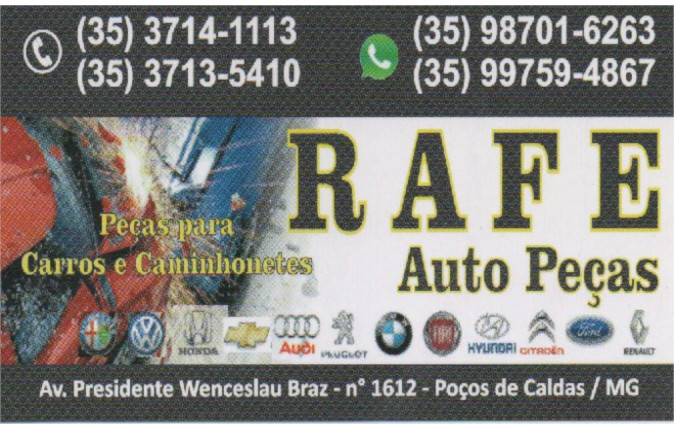 (35) 3714-1113
(35) 3713-5410
(35) 98701-6263
(35) 99759-4867
RAFE
Auto Peças
Peças para
Carros e Caminhonetes
HONDA
Audi
PEUGEOT
FIAT
HYUNDAI
CITROËN
Ford
RENAULT
Av. Presidente Wenceslau Braz - n° 1612 - Poços de Caldas / MG